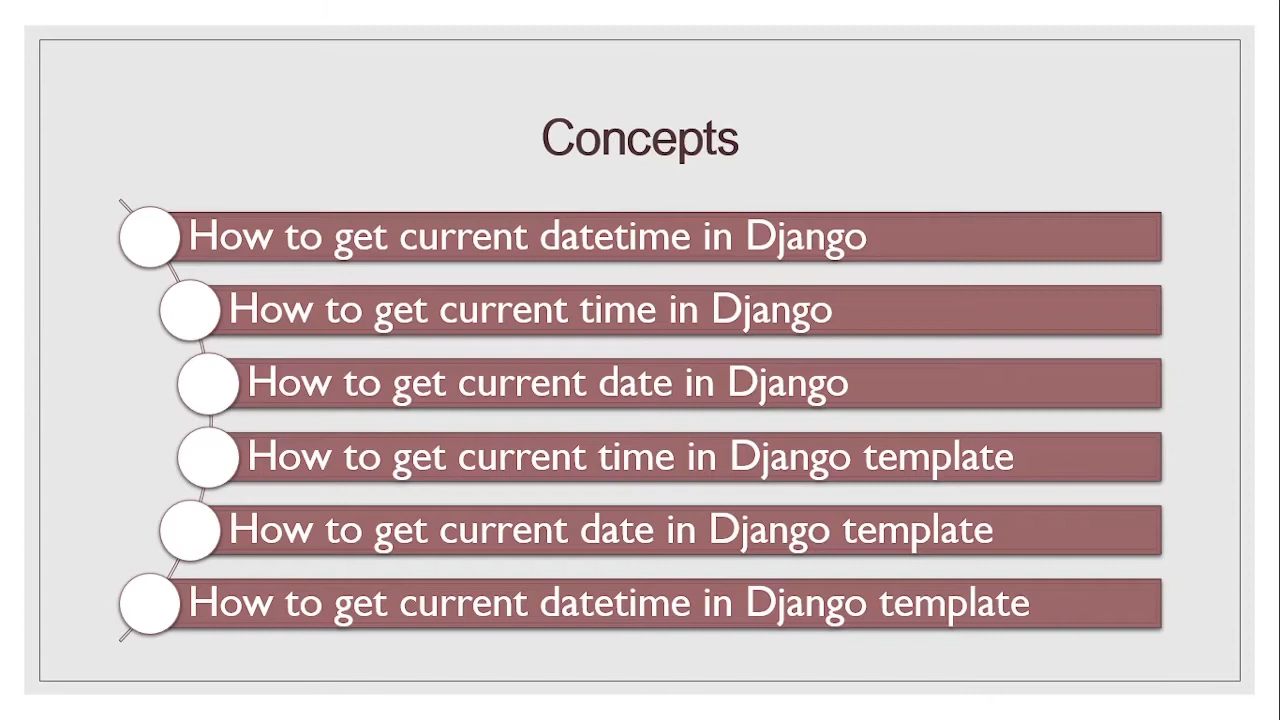 Concepts
How to get current datetime in Django
How to get current time in Django
How to get current date in Django
How to get current time in Django template
How to get current date in Django template
How to get current datetime in Django template